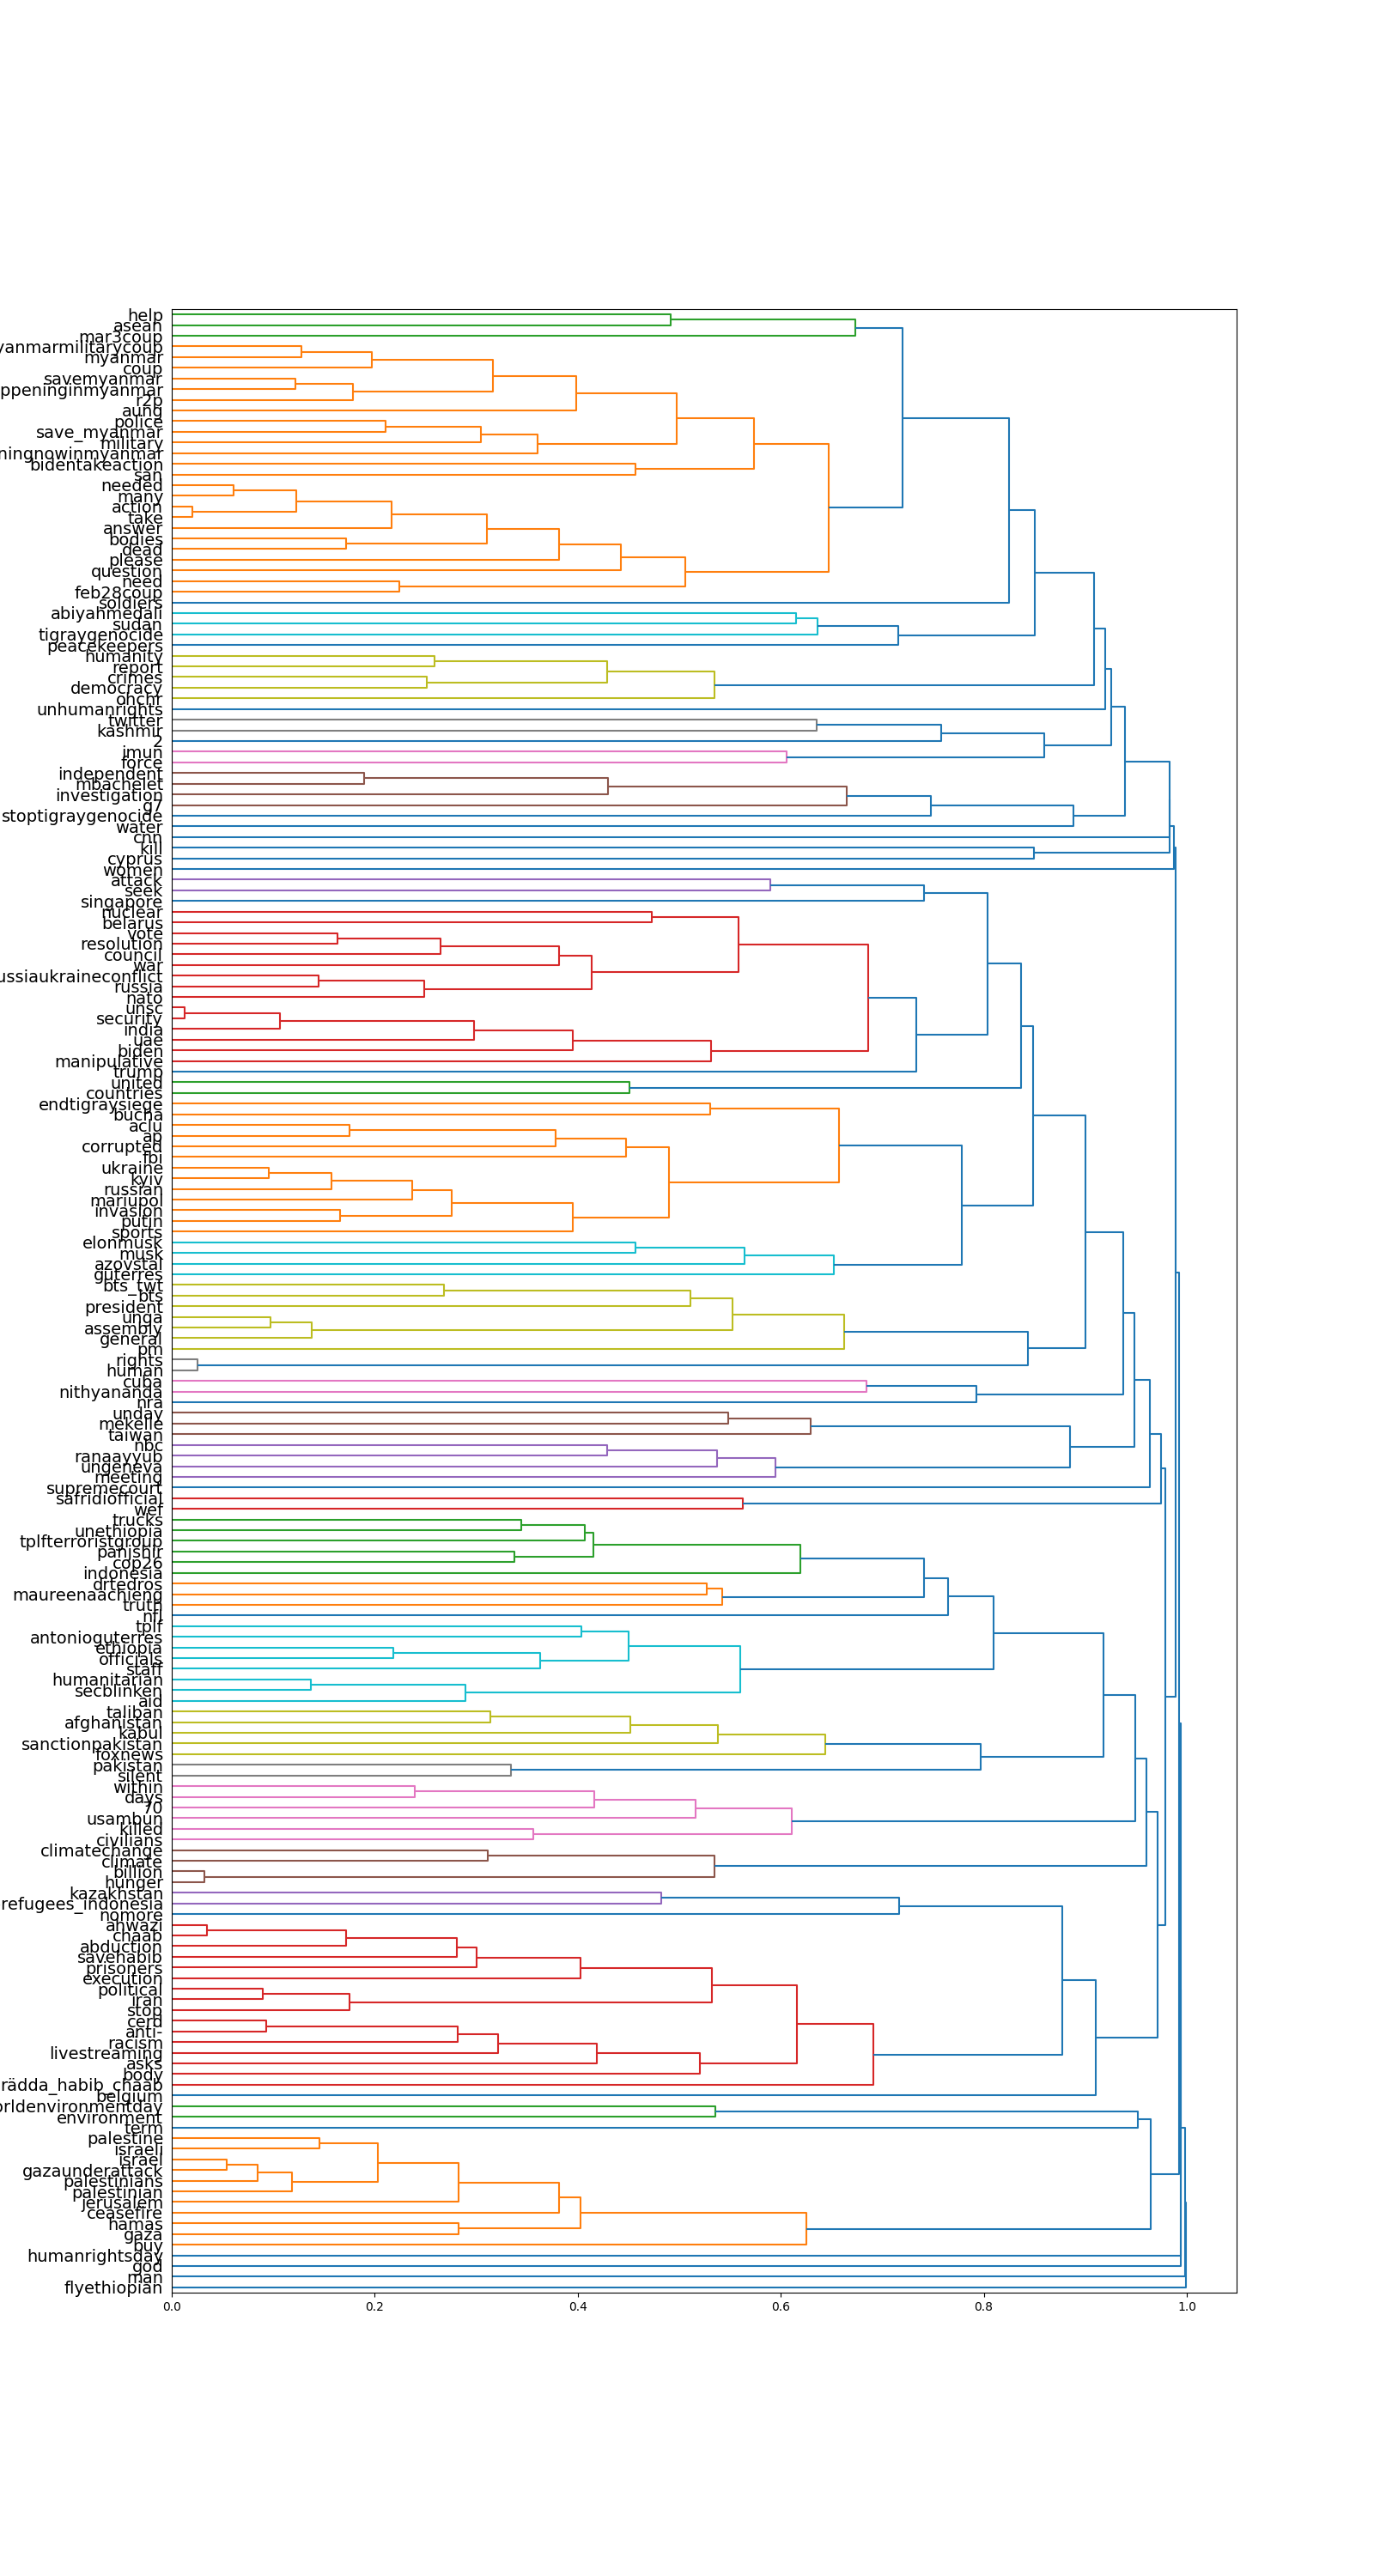 help
asean
mar3coup
yanmarmilitarycoup
myanmar
coup
savemyanmar
ppeninginmyanmar
r2p
aung
police
save_myanmar
military
ningnowinmyanmar
bidentakeaction
san
needed
many
action
take
answer
bodies
dead
please
question
need
feb28coup
soldiers
abiyahmedali
sudan
tigraygenocide
peacekeepers
humanity
report
crimes
democracy
ohchr
unhumanrights
twitter
kashmir
2
imun
force
independent
mbachelet
investigation
g7
stoptigraygenocide
water
cnn
kill
cyprus
women
attack
seek
singapore
nuclear
belarus
vote
resolution
council
war
ussiaukraineconflict
russia
nato
unsc
security
india
uae
biden
manipulative
trump
united
countries
endtigraysiege
bucha
aclu
ap
corrupted
fbi
ukraine
kyiv
russian
mariupol
invasion
putin
sports
elonmusk
musk
azovstal
guterres
bts_twt
bts
president
unga
assembly
general
pm
rights
human
cuba
nithyananda
nra
unday
mekelle
taiwan
nbc
ranaayyub
ungeneva
meeting
supremecourt
safridiofficial
wef
trucks
unethiopia
tplfterroristgroup
panjshir
cop26
indonesia
drtedros
maureenaachieng
truth
nfl
tplf
antonioguterres
ethiopia
officials
staff
humanitarian
secblinken
aid
taliban
afghanistan
kabul
sanctionpakistan
foxnews
pakistan
silent
within
days
70
usambun
killed
civilians
climatechange
climate
billion
hunger
kazakhstan
refugees_indonesia
nomore
ahwazi
chaab
abduction
savehabib
prisoners
execution
political
iran
stop
cerd
anti-
racism
livestreaming
asks
body
rädda_habib_chaab
belgium
orldenvironmentday
environment
term
palestine
israeli
israel
gazaunderattack
palestinians
palestinian
jerusalem
ceasefire
hamas
gaza
buy
humanrightsday
god
man
flyethiopian
0.0 0.2 0.4 0.6 0.8 1.0